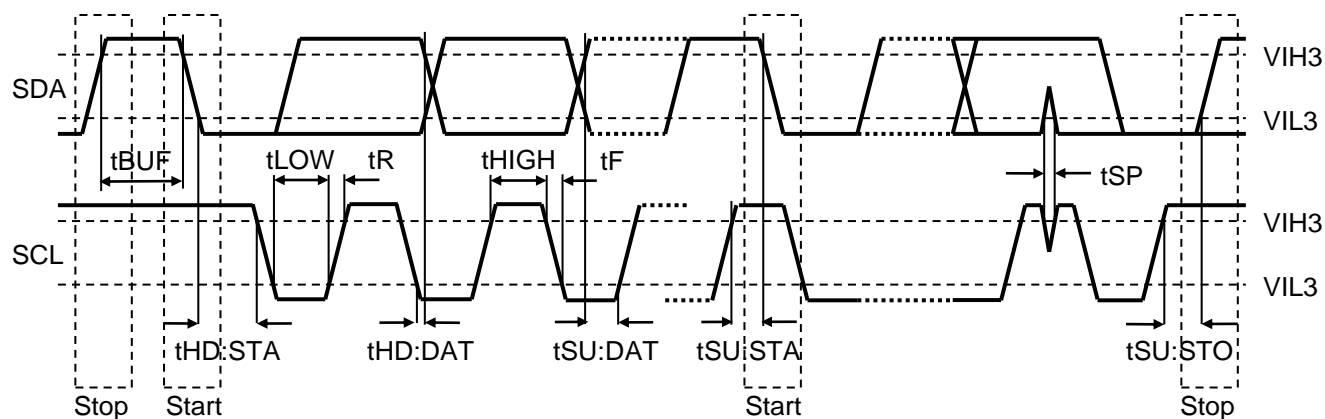 VIH3
SDA
VIL3
tBUF tLOW tR tHIGH tF tSP
VIH3
SCL
VIL3
tHD:STA tHD:DAT tSU:DAT tSU:STA tSU:STO
Stop Start Start Stop